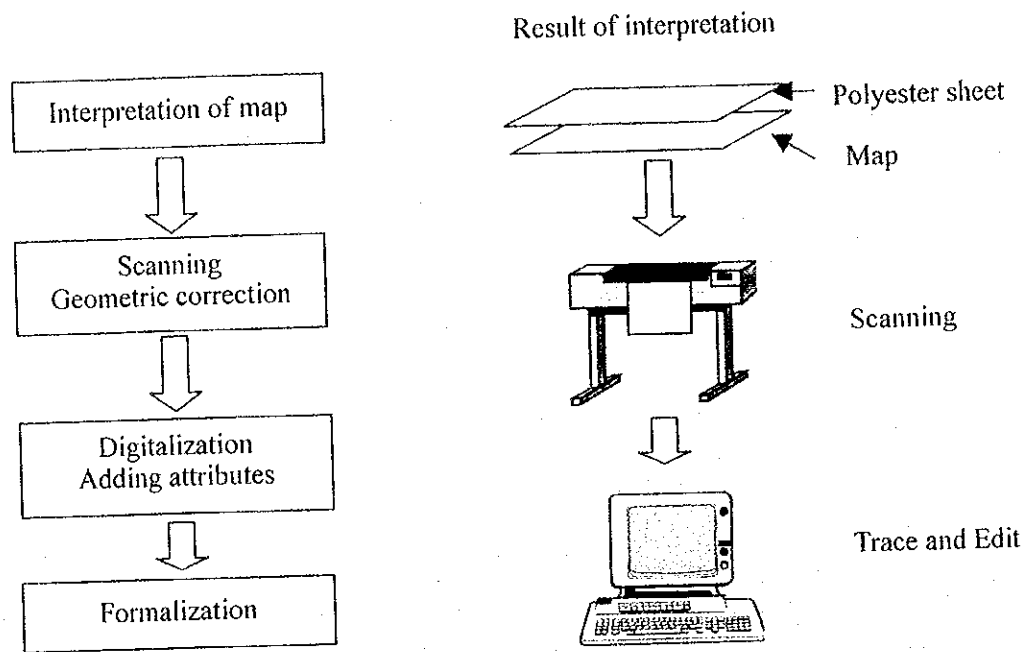 Result of interpretation
Interpretation of map
Polyester sheet
Map
Scanning
Geometric correction
Scanning
Digitalization
Adding attributes
Trace and Edit
Formalization